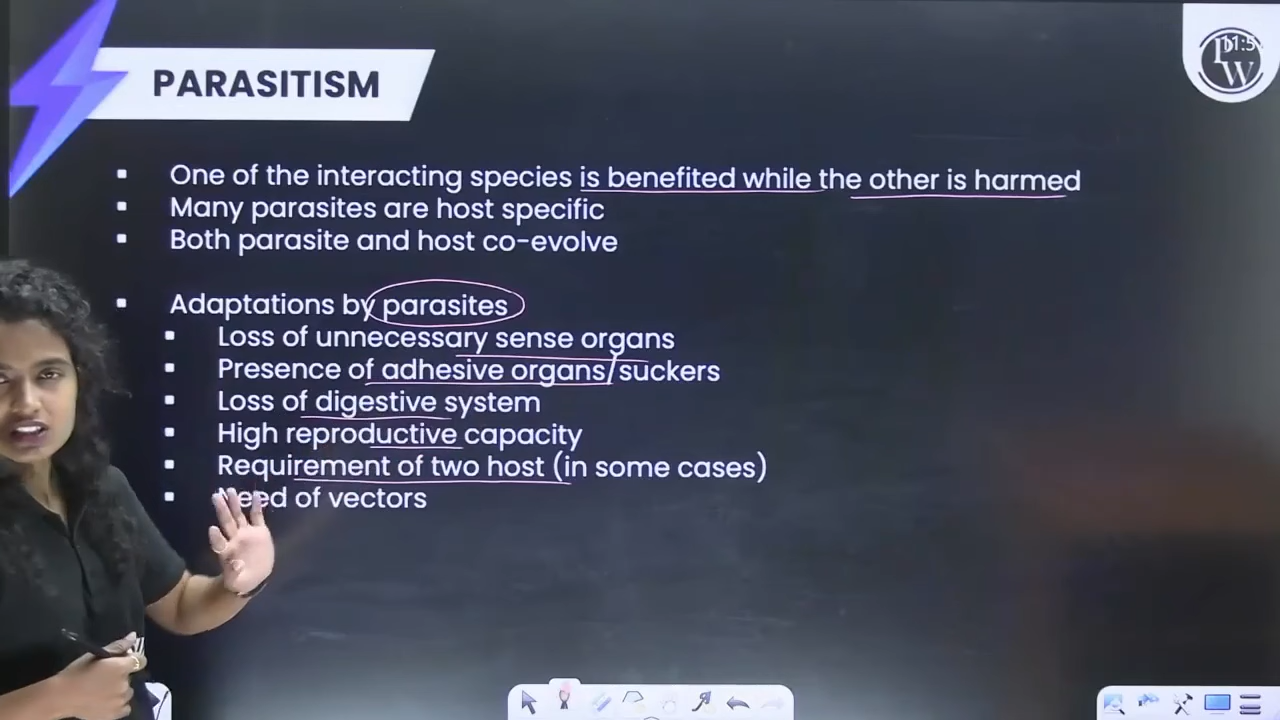 PARASITISM
One of the interacting species is benefited while the other is harmed
Many parasites are host specific
Both parasite and host co-evolve
Adaptations by parasites
Loss of unnecessary sense organs
Presence of adhesive organs/suckers
Loss of digestive system
High reproductive capacity
Requirement of two host (in some cases)
Need of vectors
PW